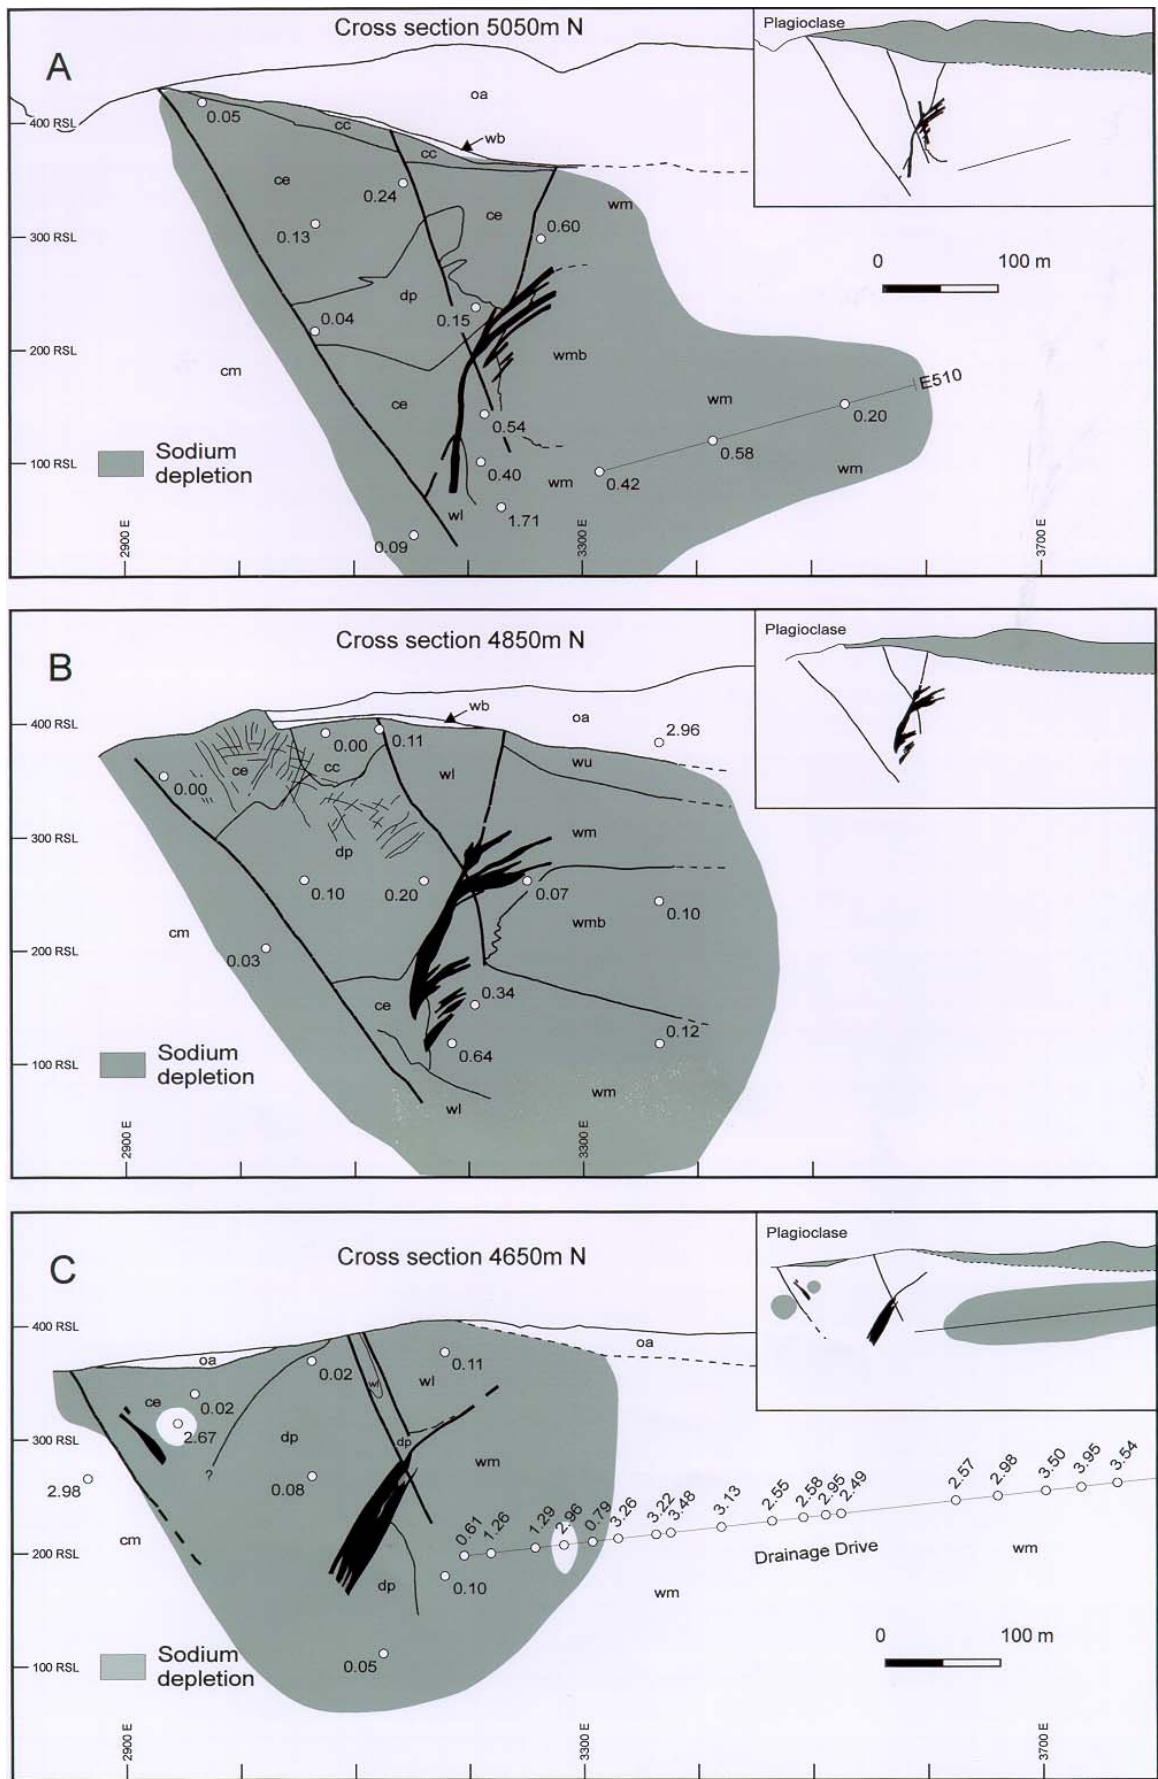 Cross section 5050m N
A
Plagioclase
oa
0.05
cc
wb
400 RSL
cc
ce
0.24
ce
wm
0.13
0.60
300 RSL
0 100 m
dp
0.04
0.15
200 RSL
cm
wmb
E510
ce
wm
0.20
0.54
0.58
Sodium
depletion
100 RSL
0.40
wm
0.42
wm
wl
1.71
0.09
2900 E
3300 E
3700 E
Cross section 4850m N
B
Plagioclase
wb
oa
400 RSL
2.96
0.00
0.11
ce
cc
wl
wu
0.00
300 RSL
wm
dp
0.10
0.20
0.07
0.10
cm
wmb
200 RSL
0.03
ce
0.34
0.12
Sodium
depletion
100 RSL
0.64
wm
wl
2900 E
3300 E
Cross section 4650m N
C
Plagioclase
400 RSL
oa
oa
0.02
0.11
wl
wl
ce
0.02
2.67
300 RSL
dp
dp
wm
?
0.08
2.98
cm
0.61
1.26
1.29
2.96
0.79
3.26
3.22
3.48
3.13
2.55
2.58
2.95
2.49
2.57
2.98
3.50
3.95
3.54
200 RSL
Drainage Drive
wm
dp
0.10
wm
Sodium
depletion
0 100 m
100 RSL
0.05
2900 E
3300 E
3700 E